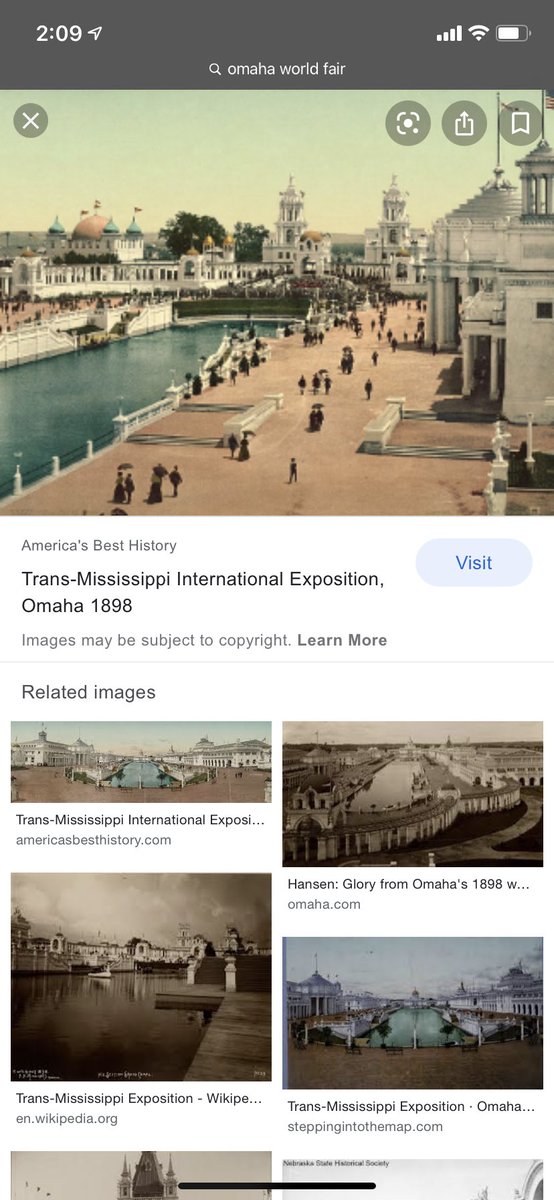 2:09
omaha world fair
America's Best History
Visit
Trans-Mississippi International Exposition,
Omaha 1898
Images may be subject to copyright. Learn More
Related images
Trans-Mississippi International Exposi...
americasbesthistory.com
Hansen: Glory from Omaha's 1898 w...
omaha.com
Trans-Mississippi Exposition - Wikipe...
en.wikipedia.org
Trans-Mississippi Exposition · Omaha...
steppingintothemap.com
Nebraska State Historical Society